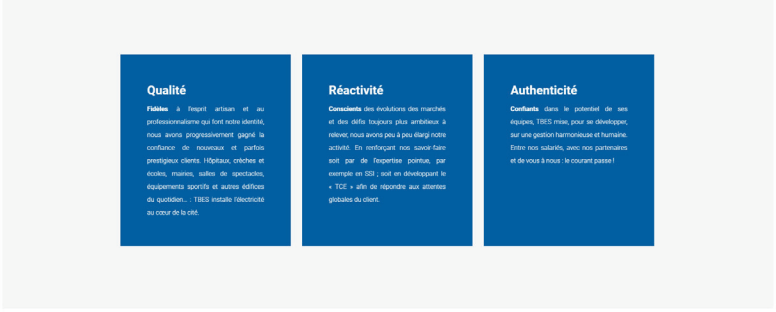 Qualité
Fidèles à l'esprit artisan et au
professionnalisme qui font notre identité,
nous avons progressivement gagné la
confiance de nouveaux et parfois
prestigieux clients. Hôpitaux, crèches et
écoles, mairies, salles de spectacles,
équipements sportifs et autres édifices
du quotidien… : TBES installe l'électricité
au cœur de la cité.
Réactivité
Conscients des évolutions des marchés
et des défis toujours plus ambitieux à
relever, nous avons peu à peu élargi notre
activité. En renforçant nos savoir-faire
soit par de l'expertise pointue, par
exemple en SSI ; soit en développant le
« TCE » afin de répondre aux attentes
globales du client.
Authenticité
Confiants dans le potentiel de ses
équipes, TBES mise, pour se développer,
sur une gestion harmonieuse et humaine.
Entre nos salariés, avec nos partenaires
et de vous à nous : le courant passe !